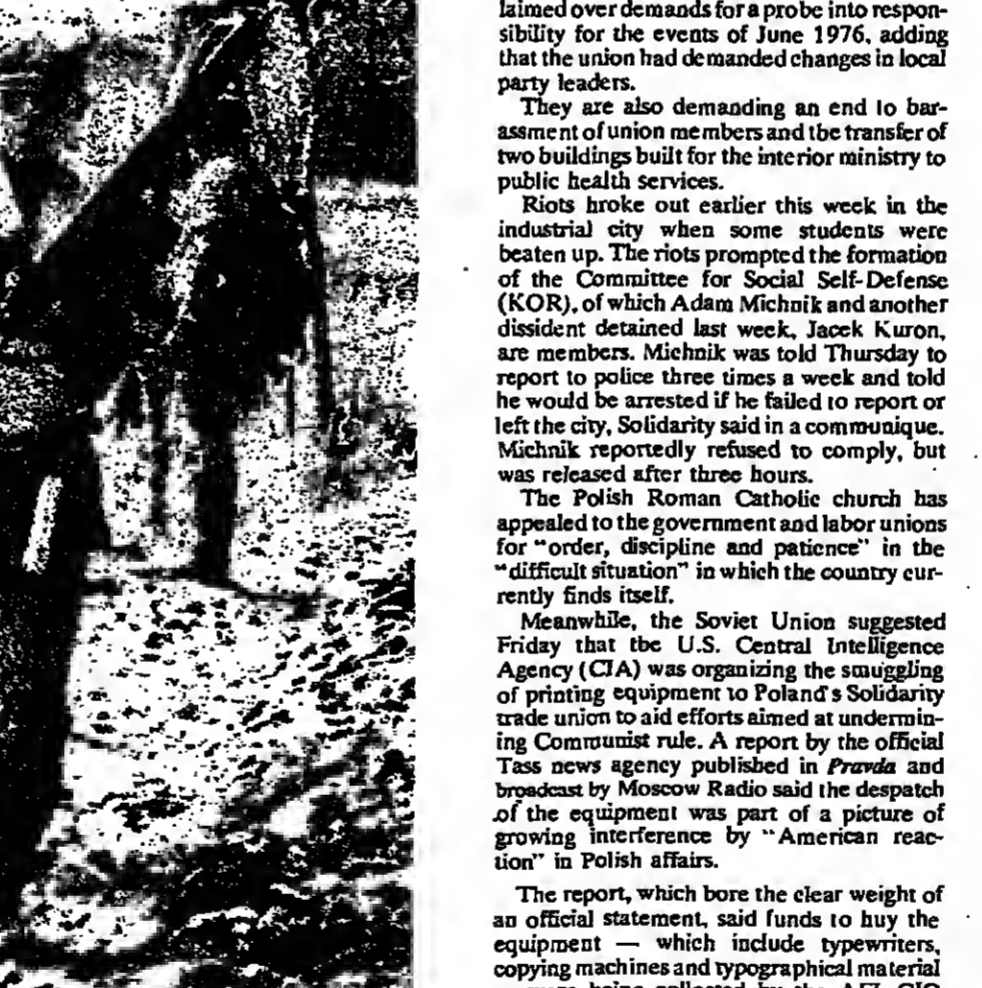 laimed over demands for a probe into respon-
sibility for the events of June 1976, adding
that the union had demanded changes in local
party leaders.
They are also demanding an end to bar-
assment of union members and tbe transfer of
two buildings built for the interior ministry to
public health services.
Riots hroke out earlier this week in the
industrial city when some students were
beaten up. The riots prompted the formation
of the Committee for Social Self-Defense
(KOR), of which Adam Michnik and another
dissident detained last week, Jacek Kuron,
are members. Michnik was told Thursday to
report to police three times a week and told
he would be arrested if he failed to report or
left the city, Solidarity said in a communique.
Michnik reportedly refused to comply, but
was released after three hours.
The Polish Roman Catholic church has
appealed to the government and labor unions
for "order, discipline and patience" in the
"difficult situation" in which the country cur-
rently finds itself.
Meanwhile, the Soviet Union suggested
Friday that tbe U.S. Central Intelligence
Agency (CIA) was organizing the smuggling
of printing equipment to Poland's Solidarity
trade union to aid efforts aimed at undermin-
ing Communist rule. A report by the official
Tass news agency published in Pravda and
broadcast by Moscow Radio said the despatch
of the equipment was part of a picture of
growing interference by "American reac-
tion" in Polish affairs.
The report, which bore the clear weight of
an official statement, said funds to huy the
equipment — which include typewriters,
copying machines and typographical material